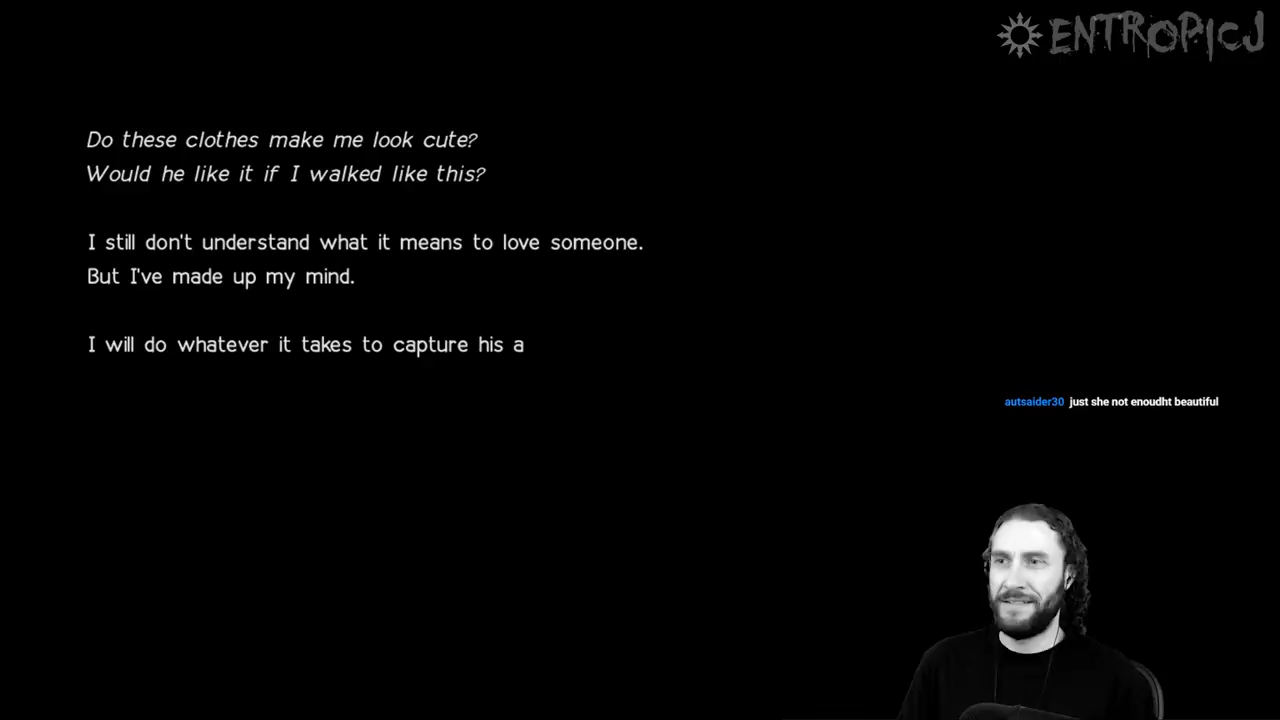 ENTROPICJ
Do these clothes make me look cute?
Would he like it if I walked like this?
I still don't understand what it means to love someone.
But I've made up my mind.
I will do whatever it takes to capture his a
autsaider30 just she not enoudht beautiful